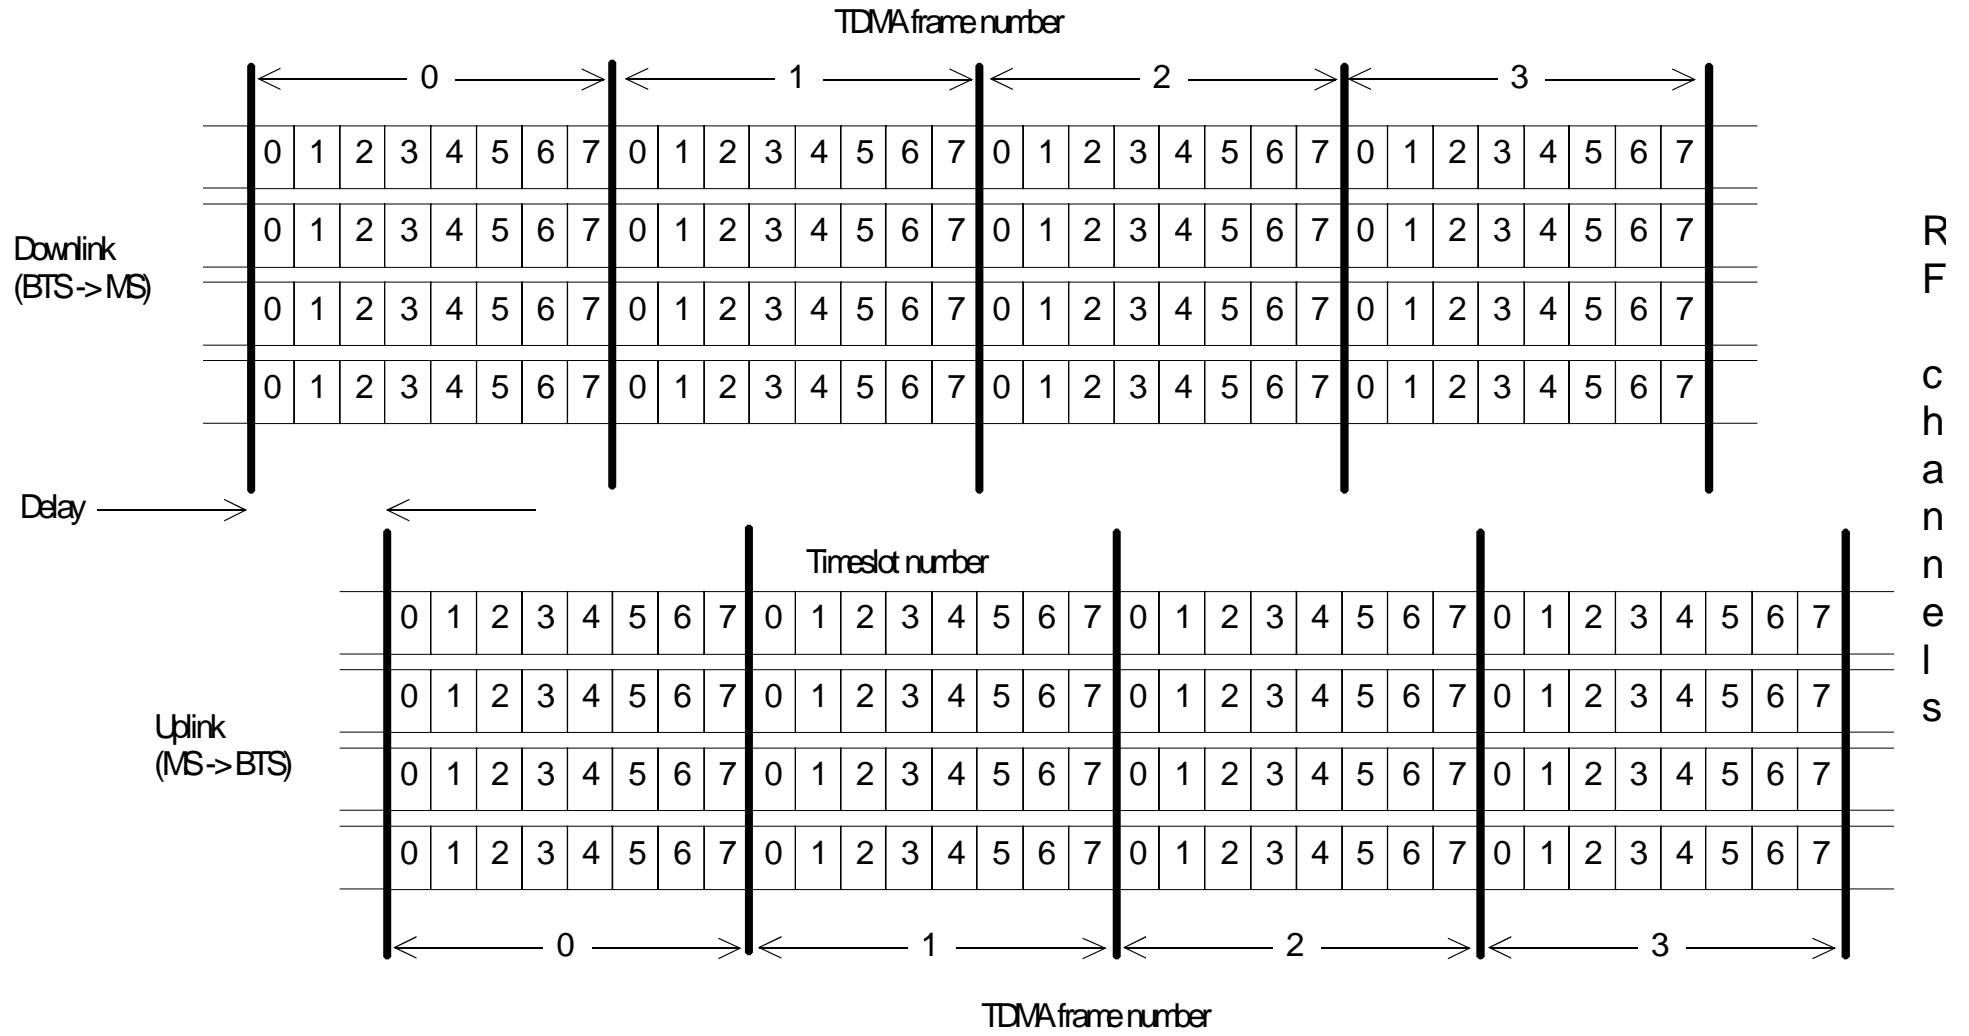 TDMA frame number
0 1 2 3
0 1 2 3 4 5 6 7 0 1 2 3 4 5 6 7 0 1 2 3 4 5 6 7 0 1 2 3 4 5 6 7
0 1 2 3 4 5 6 7 0 1 2 3 4 5 6 7 0 1 2 3 4 5 6 7 0 1 2 3 4 5 6 7
Downlink
(BTS -> MS)
0 1 2 3 4 5 6 7 0 1 2 3 4 5 6 7 0 1 2 3 4 5 6 7 0 1 2 3 4 5 6 7
0 1 2 3 4 5 6 7 0 1 2 3 4 5 6 7 0 1 2 3 4 5 6 7 0 1 2 3 4 5 6 7
RF channels
Delay
Timeslot number
0 1 2 3 4 5 6 7 0 1 2 3 4 5 6 7 0 1 2 3 4 5 6 7 0 1 2 3 4 5 6 7
0 1 2 3 4 5 6 7 0 1 2 3 4 5 6 7 0 1 2 3 4 5 6 7 0 1 2 3 4 5 6 7
Uplink
(MS -> BTS)
0 1 2 3 4 5 6 7 0 1 2 3 4 5 6 7 0 1 2 3 4 5 6 7 0 1 2 3 4 5 6 7
0 1 2 3 4 5 6 7 0 1 2 3 4 5 6 7 0 1 2 3 4 5 6 7 0 1 2 3 4 5 6 7
0 1 2 3
TDMA frame number